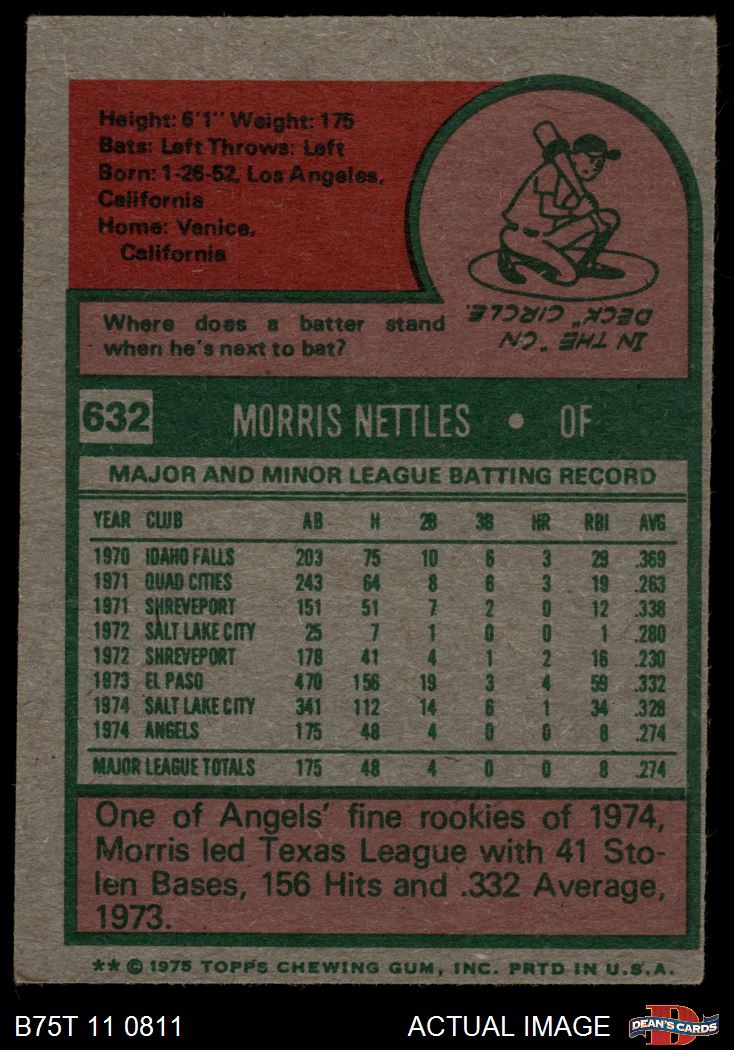 Height: 6'1" Weight: 175
Bats: Left Throws: Left
Born: 1-26-52, Los Angeles,
California
Home: Venice,
California
Where does a batter stand
when he's next to bat?
IN THE "ON
DECK" CIRCLE.
632 MORRIS NETTLES • OF
MAJOR AND MINOR LEAGUE BATTING RECORD
YEAR CLUB AB H 2B 3B HR RBI AVG
1970 IDAHO FALLS 203 75 10 6 3 29 .369
1971 QUAD CITIES 243 64 8 6 3 19 .263
1971 SHREVEPORT 151 51 7 2 0 12 .338
1972 SALT LAKE CITY 25 7 1 0 0 1 .280
1972 SHREVEPORT 178 41 4 1 2 16 .230
1973 EL PASO 470 156 19 3 4 59 .332
1974 SALT LAKE CITY 341 112 14 6 1 34 .328
1974 ANGELS 175 48 4 0 0 8 .274
MAJOR LEAGUE TOTALS 175 48 4 0 0 8 .274
One of Angels' fine rookies of 1974,
Morris led Texas League with 41 Sto-
len Bases, 156 Hits and .332 Average,
1973.
** © 1975 TOPPS CHEWING GUM, INC. PRTD IN U.S.A.
B75T 11 0811 ACTUAL IMAGE DEAN'S CARDS